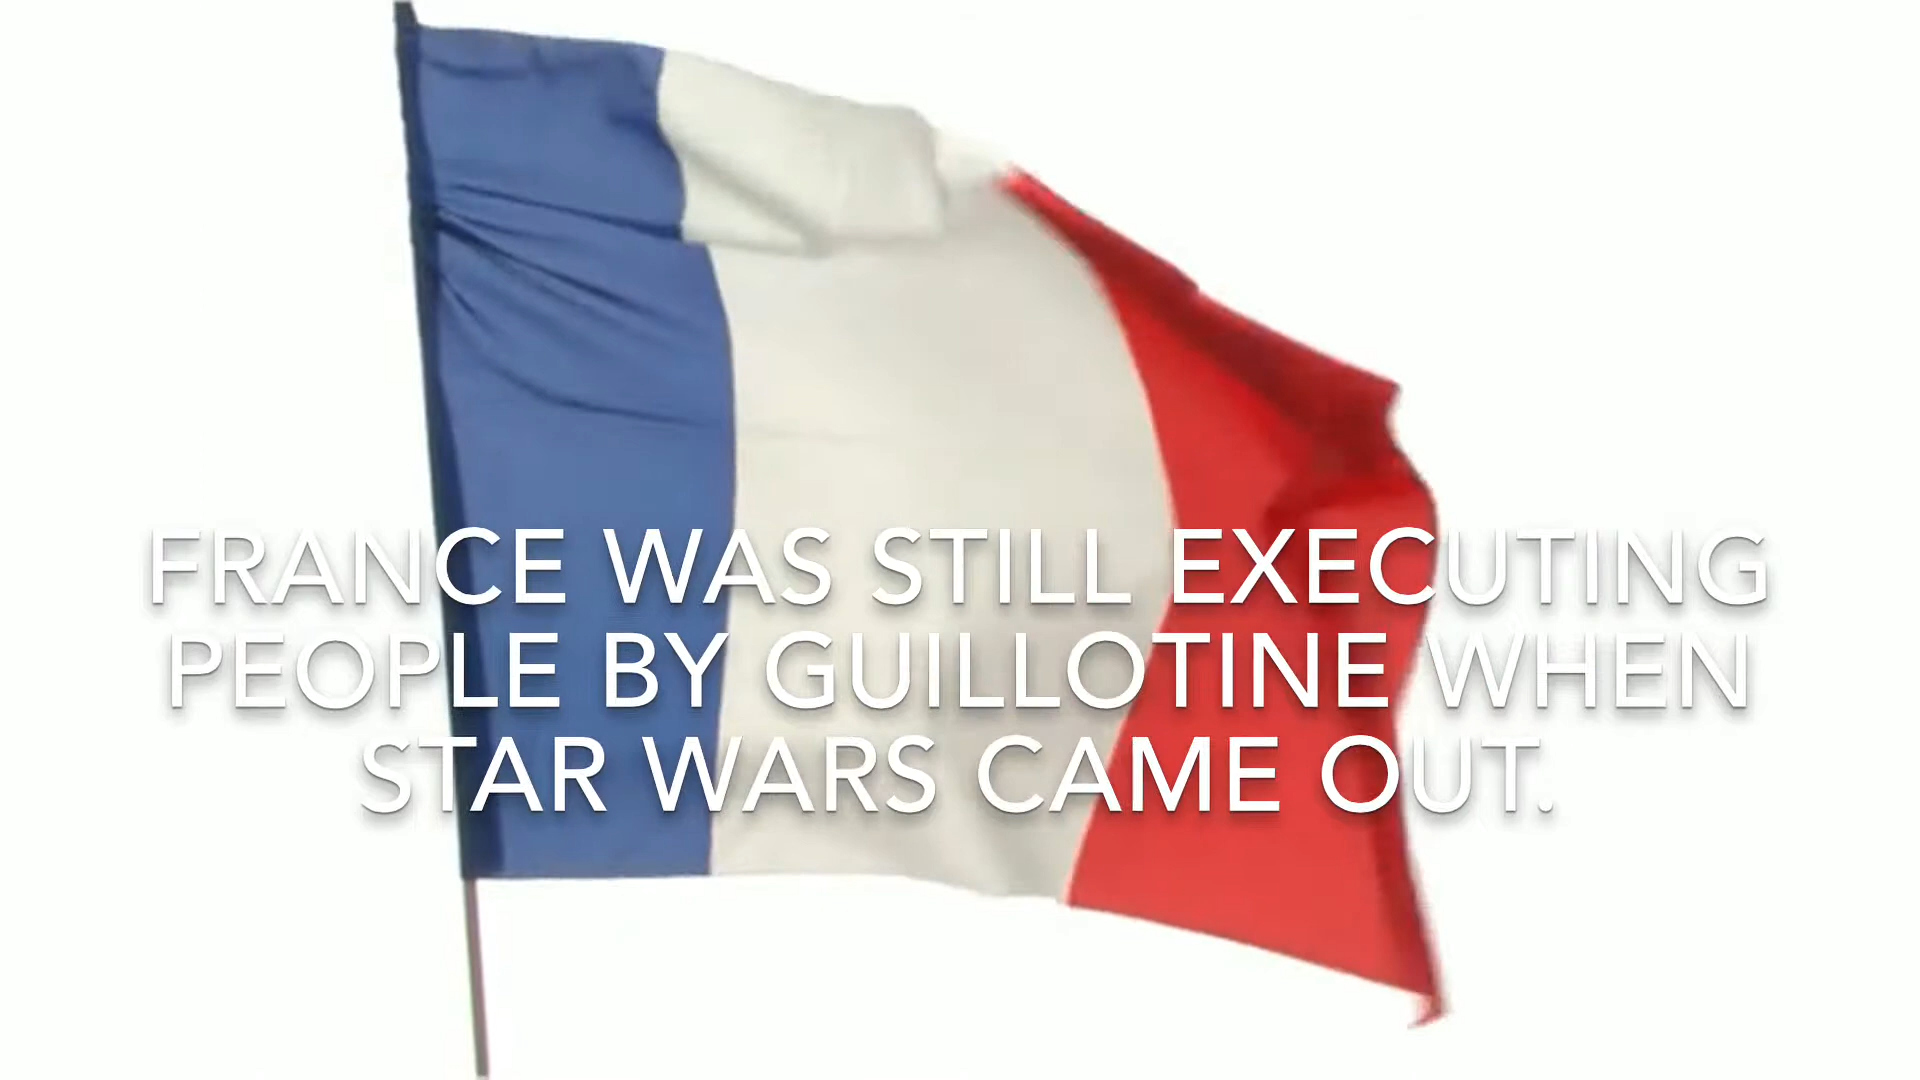 FRANCE WAS STILL EXECUTING
PEOPLE BY GUILLOTINE WHEN
STAR WARS CAME OUT.